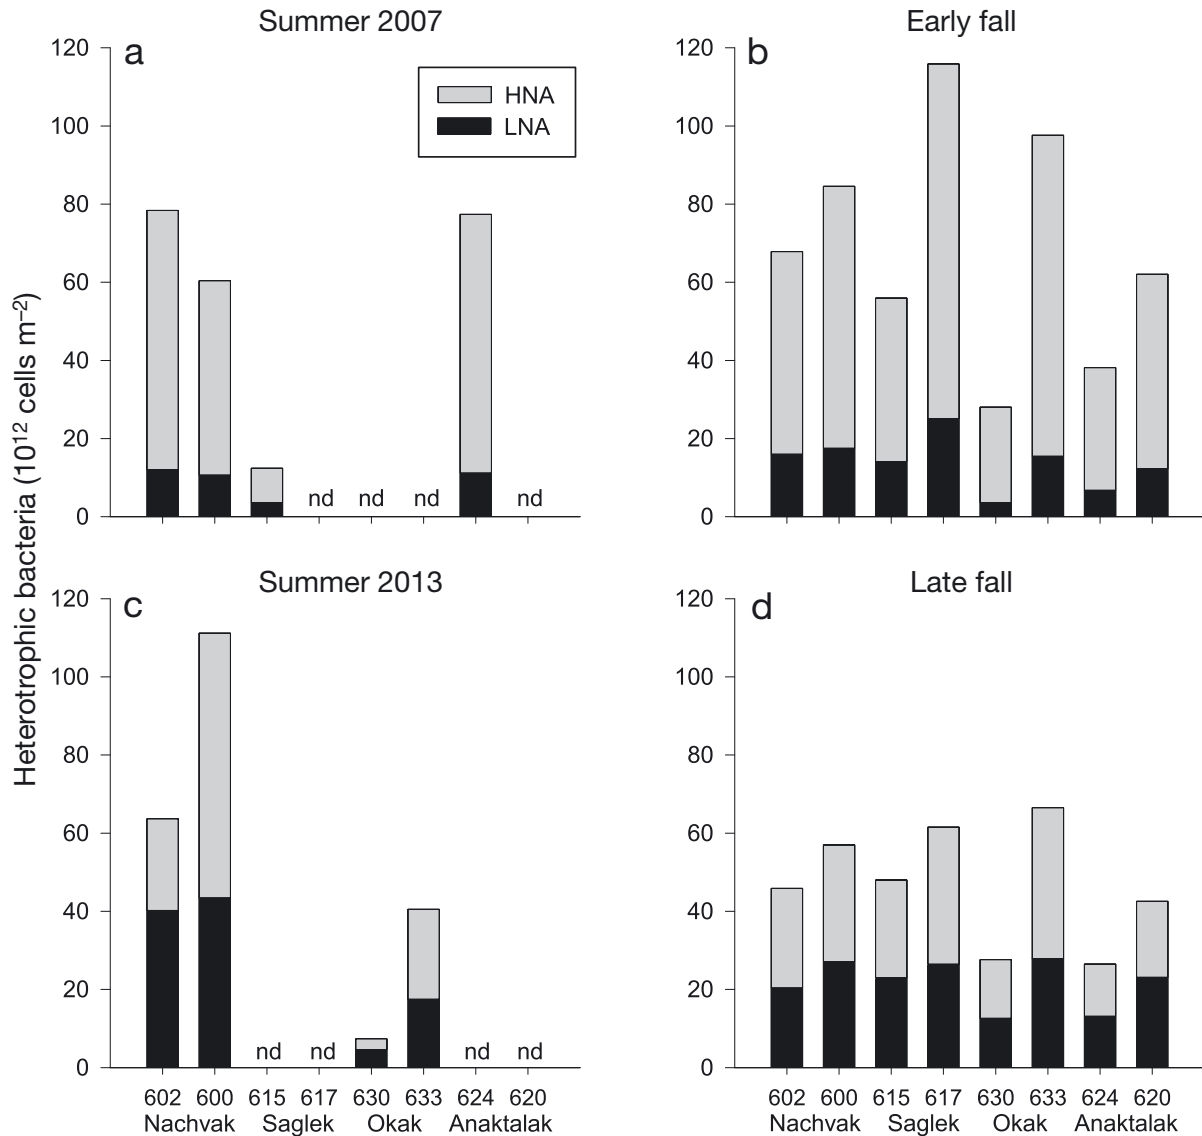 Summer 2007
Early fall
a
b
HNA
LNA
120
100
80
60
40
20
0
nd nd nd nd
120
100
80
60
40
20
0
Heterotrophic bacteria (10¹² cells m⁻²)
Summer 2013
Late fall
c
d
120
100
80
60
40
20
0
nd nd nd nd
602 600 615 617 630 633 624 620
Nachvak Saglek Okak Anaktalak
120
100
80
60
40
20
0
602 600 615 617 630 633 624 620
Nachvak Saglek Okak Anaktalak